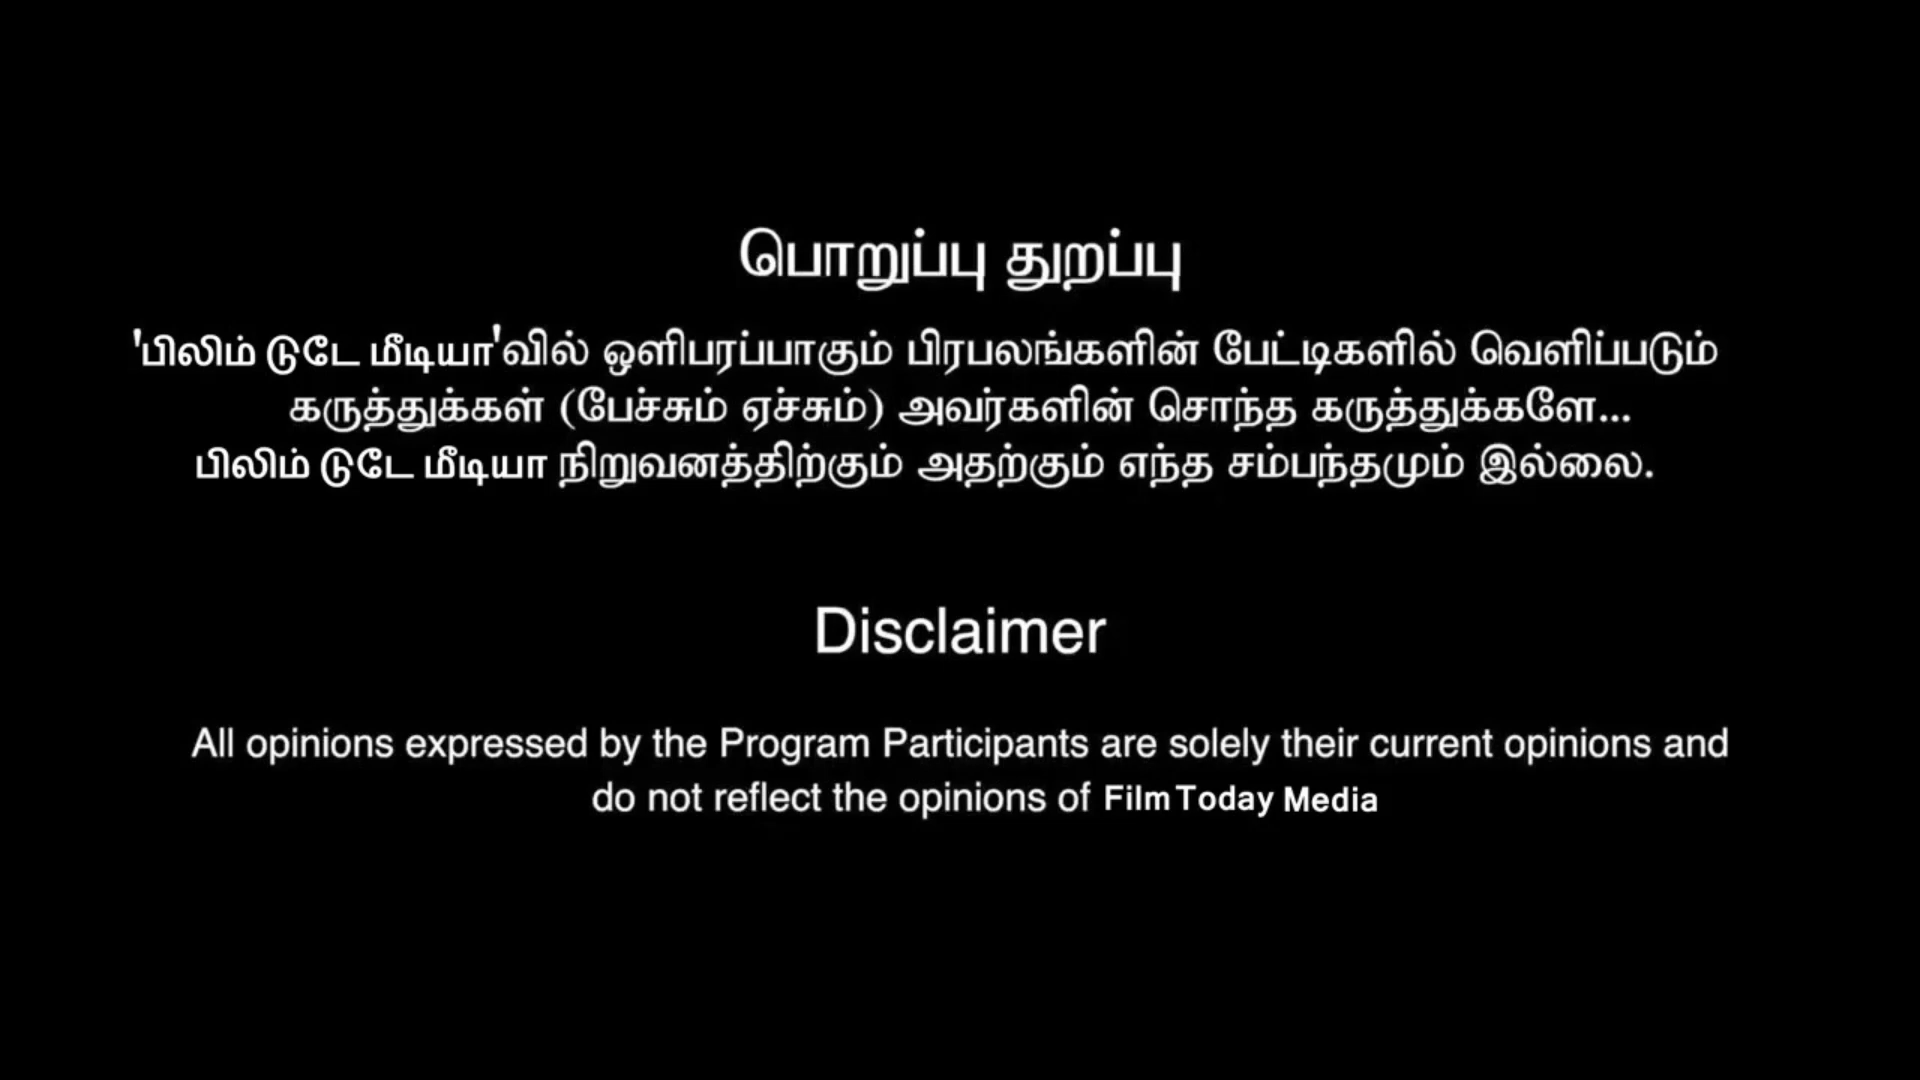 பொறுப்பு துறப்பு
'பிலிம் டுடே மீடியா'வில் ஒளிபரப்பாகும் பிரபலங்களின் பேட்டிகளில் வெளிப்படும்
கருத்துக்கள் (பேச்சும் ஏச்சும்) அவர்களின் சொந்த கருத்துக்களே...
பிலிம் டுடே மீடியா நிறுவனத்திற்கும் அதற்கும் எந்த சம்பந்தமும் இல்லை.
Disclaimer
All opinions expressed by the Program Participants are solely their current opinions and
do not reflect the opinions of Film Today Media